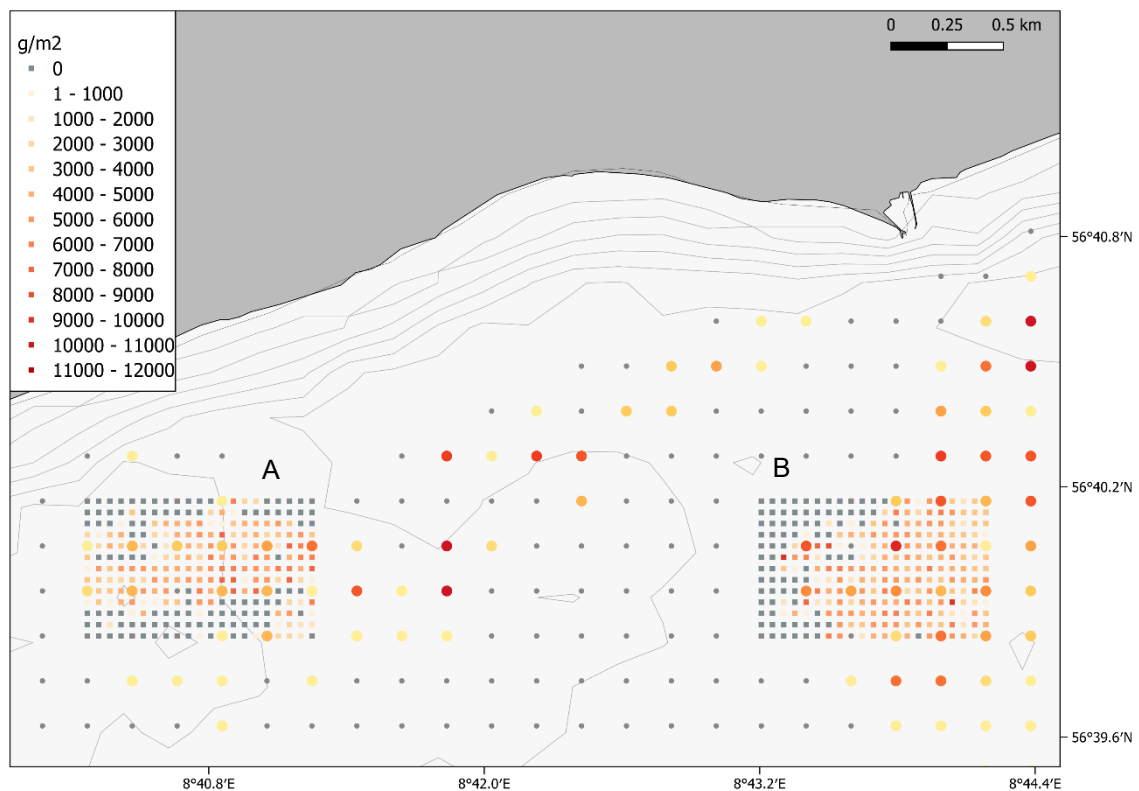 0 0.25 0.5 km
g/m2
0
1 - 1000
1000 - 2000
2000 - 3000
3000 - 4000
4000 - 5000
5000 - 6000
6000 - 7000
7000 - 8000
8000 - 9000
9000 - 10000
10000 - 11000
11000 - 12000
56°40.8'N
A B
56°40.2'N
56°39.6'N
8°40.8'E 8°42.0'E 8°43.2'E 8°44.4'E